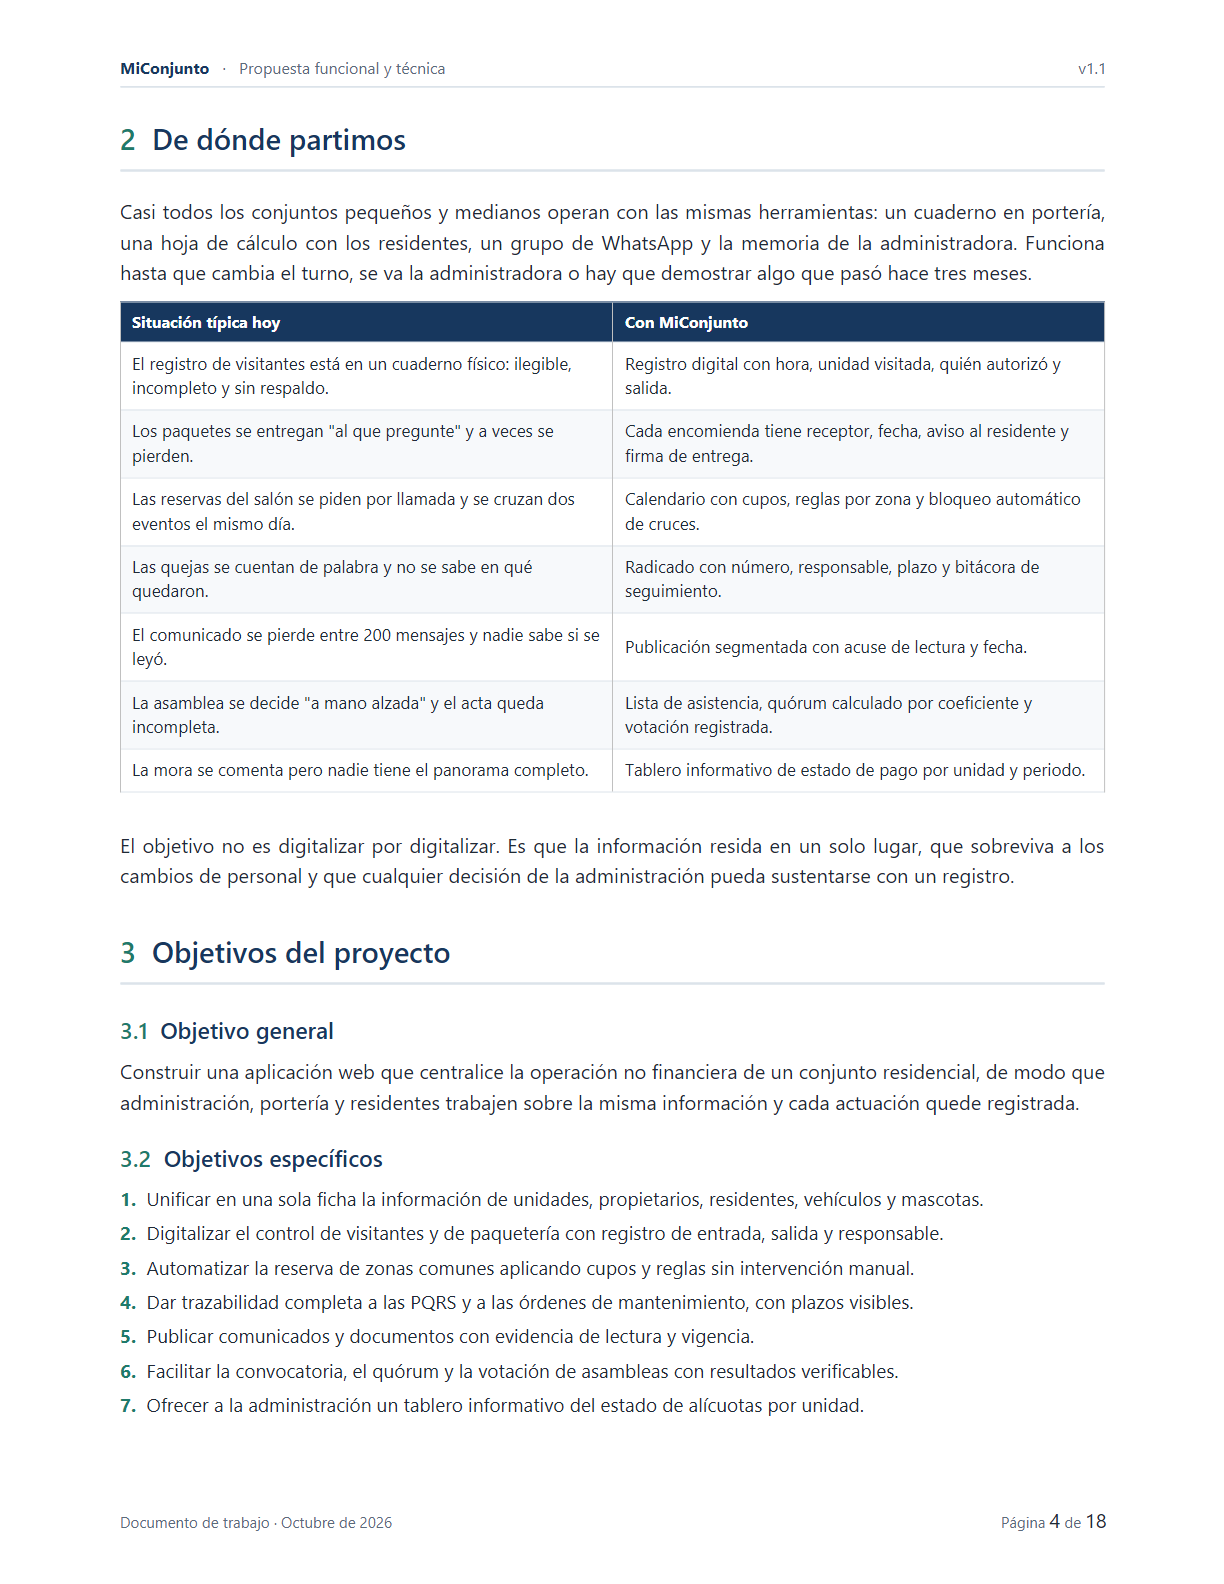 MiConjunto · Propuesta funcional y técnica v1.1
2 De dónde partimos
Casi todos los conjuntos pequeños y medianos operan con las mismas herramientas: un cuaderno en portería,
una hoja de cálculo con los residentes, un grupo de WhatsApp y la memoria de la administradora. Funciona
hasta que cambia el turno, se va la administradora o hay que demostrar algo que pasó hace tres meses.
Situación típica hoy
Con MiConjunto
El registro de visitantes está en un cuaderno físico: ilegible,
incompleto y sin respaldo.
Registro digital con hora, unidad visitada, quién autorizó y
salida.
Los paquetes se entregan "al que pregunte" y a veces se
pierden.
Cada encomienda tiene receptor, fecha, aviso al residente y
firma de entrega.
Las reservas del salón se piden por llamada y se cruzan dos
eventos el mismo día.
Calendario con cupos, reglas por zona y bloqueo automático
de cruces.
Las quejas se cuentan de palabra y no se sabe en qué
quedaron.
Radicado con número, responsable, plazo y bitácora de
seguimiento.
El comunicado se pierde entre 200 mensajes y nadie sabe si se
leyó.
Publicación segmentada con acuse de lectura y fecha.
La asamblea se decide "a mano alzada" y el acta queda
incompleta.
Lista de asistencia, quórum calculado por coeficiente y
votación registrada.
La mora se comenta pero nadie tiene el panorama completo.
Tablero informativo de estado de pago por unidad y periodo.
El objetivo no es digitalizar por digitalizar. Es que la información resida en un solo lugar, que sobreviva a los
cambios de personal y que cualquier decisión de la administración pueda sustentarse con un registro.
3 Objetivos del proyecto
3.1 Objetivo general
Construir una aplicación web que centralice la operación no financiera de un conjunto residencial, de modo que
administración, portería y residentes trabajen sobre la misma información y cada actuación quede registrada.
3.2 Objetivos específicos
1. Unificar en una sola ficha la información de unidades, propietarios, residentes, vehículos y mascotas.
2. Digitalizar el control de visitantes y de paquetería con registro de entrada, salida y responsable.
3. Automatizar la reserva de zonas comunes aplicando cupos y reglas sin intervención manual.
4. Dar trazabilidad completa a las PQRS y a las órdenes de mantenimiento, con plazos visibles.
5. Publicar comunicados y documentos con evidencia de lectura y vigencia.
6. Facilitar la convocatoria, el quórum y la votación de asambleas con resultados verificables.
7. Ofrecer a la administración un tablero informativo del estado de alícuotas por unidad.
Documento de trabajo · Octubre de 2026 Página 4 de 18